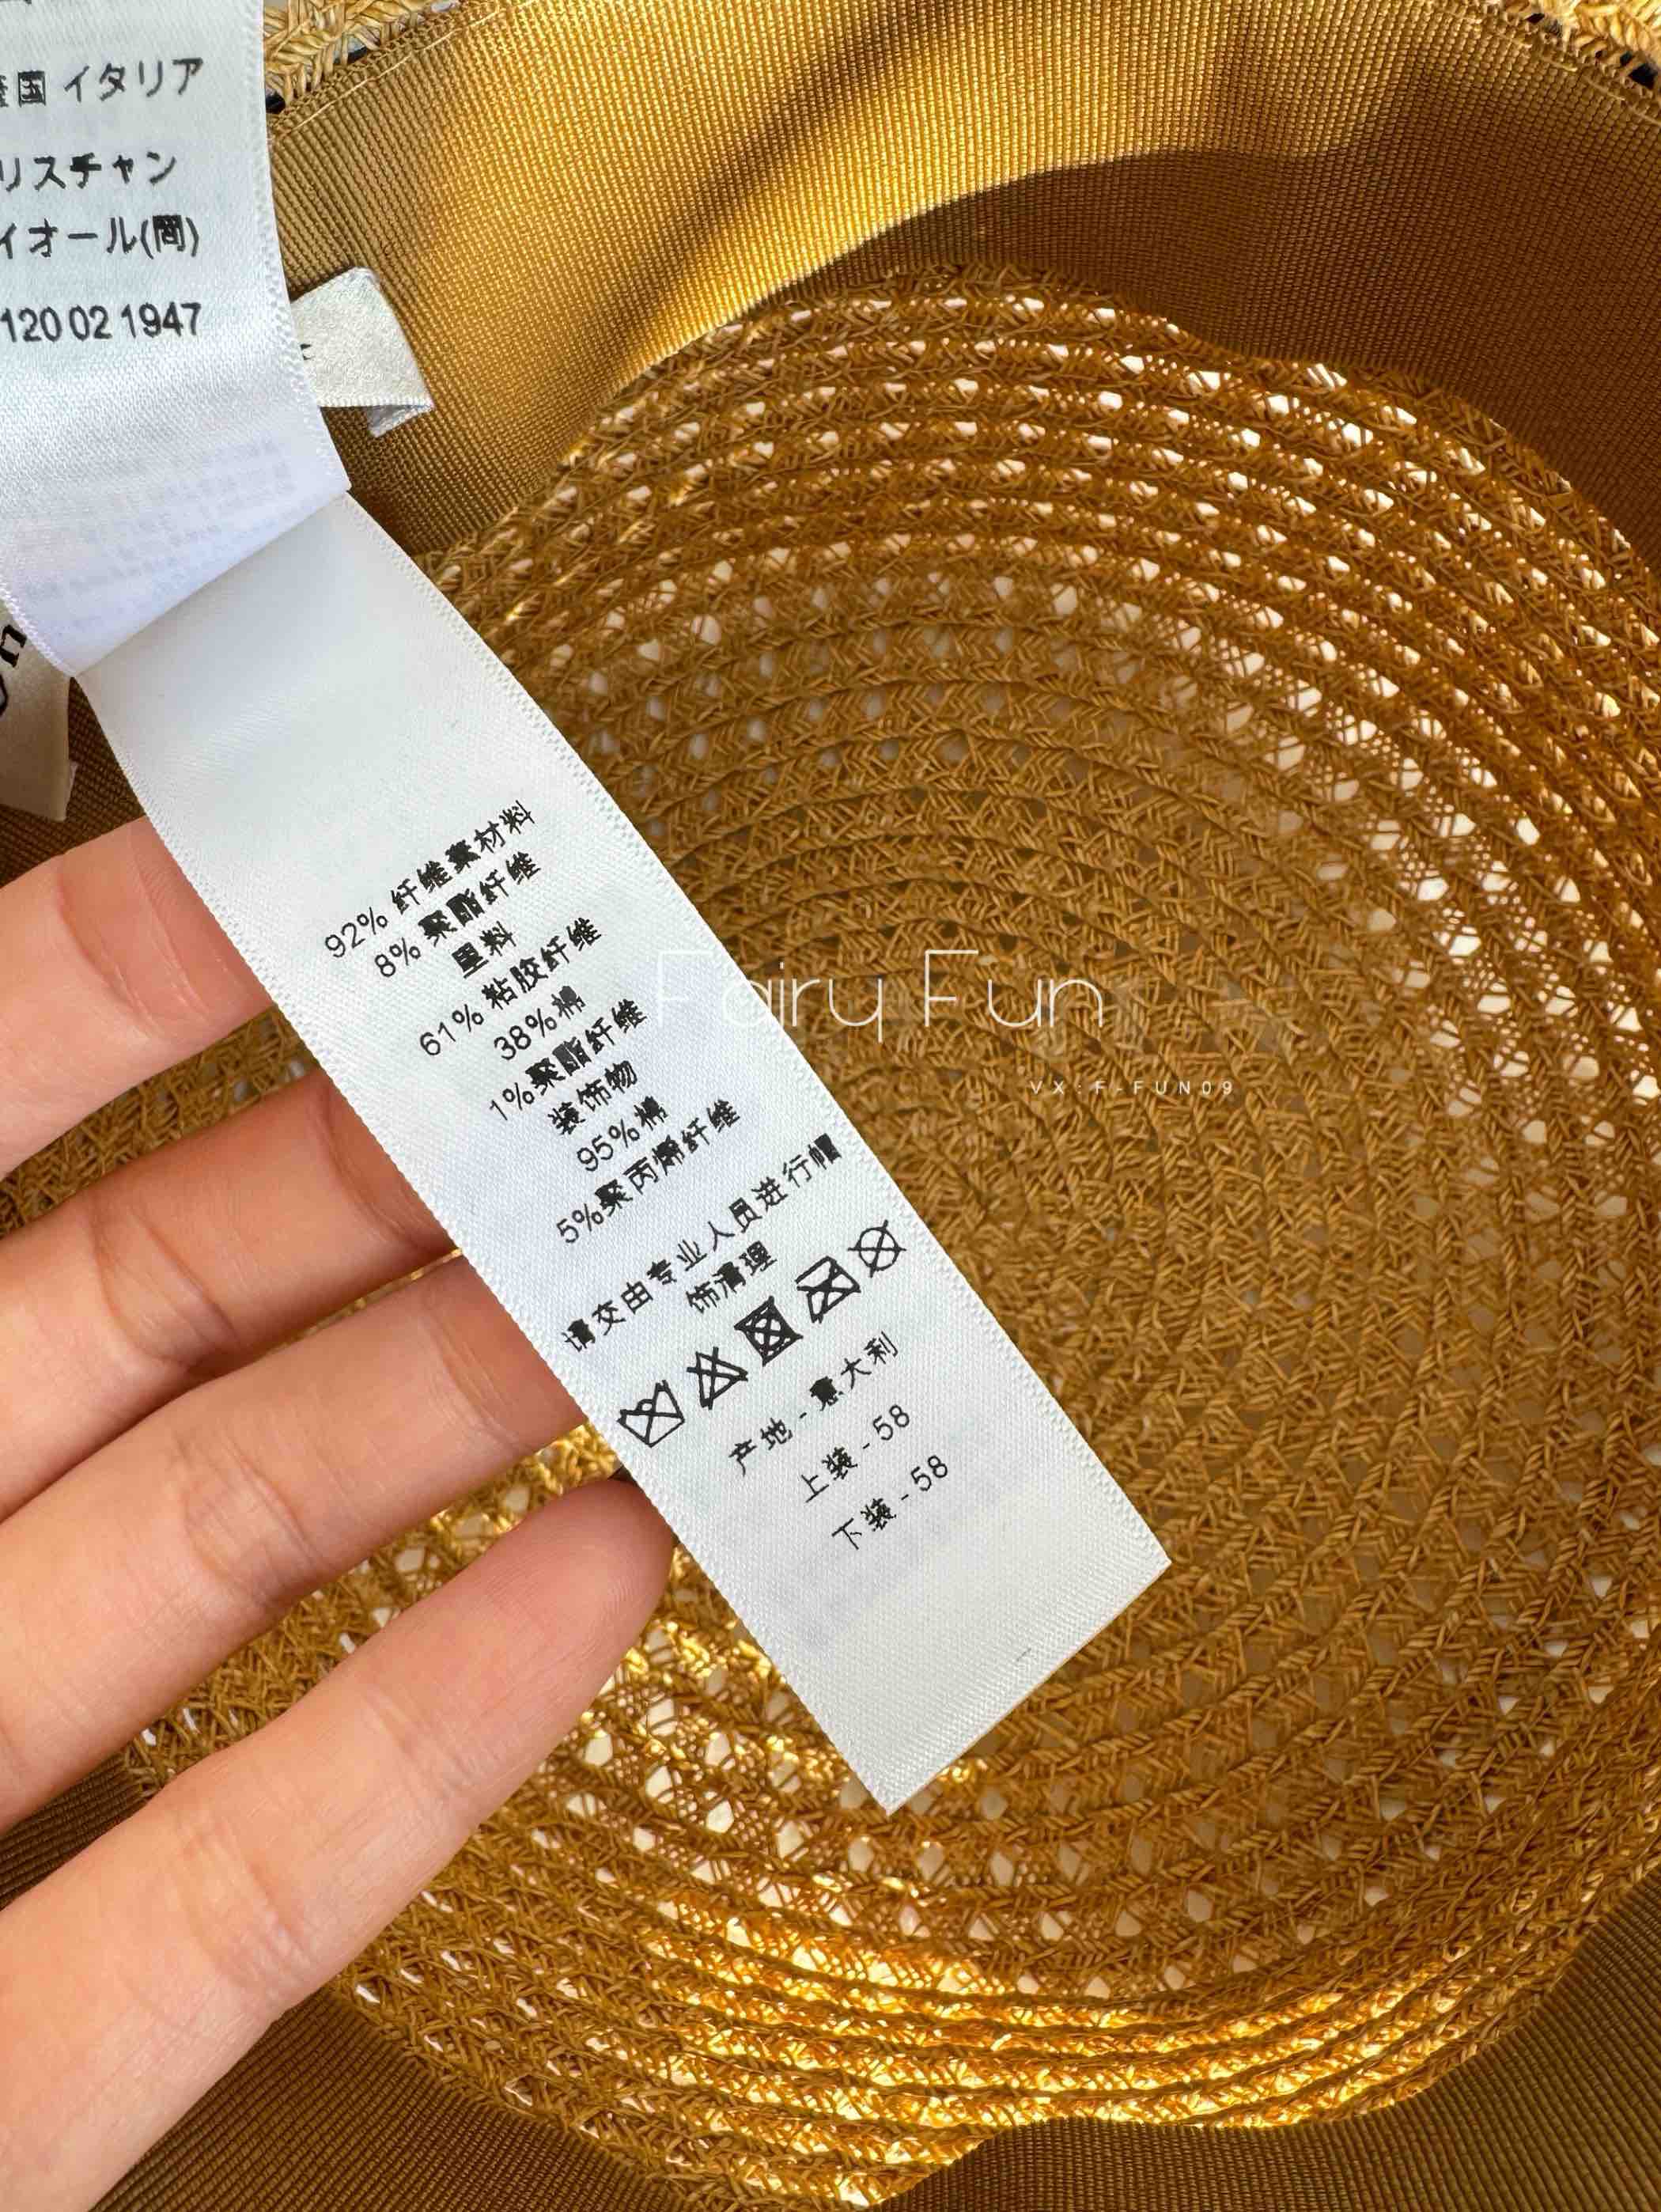 国 イタリア
リスチャン
イオール(問)
120 02 1947
92% 纤维素材料
8% 聚酯纤维
里料
61% 粘胶纤维
38% 棉
1% 聚酯纤维
装饰物
95% 棉
5% 聚丙烯纤维
请交由专业人员进行帽
饰清理
产地 - 意大利
上装 - 58
下装 - 58
Fairy Fun
VX:F-FUN09